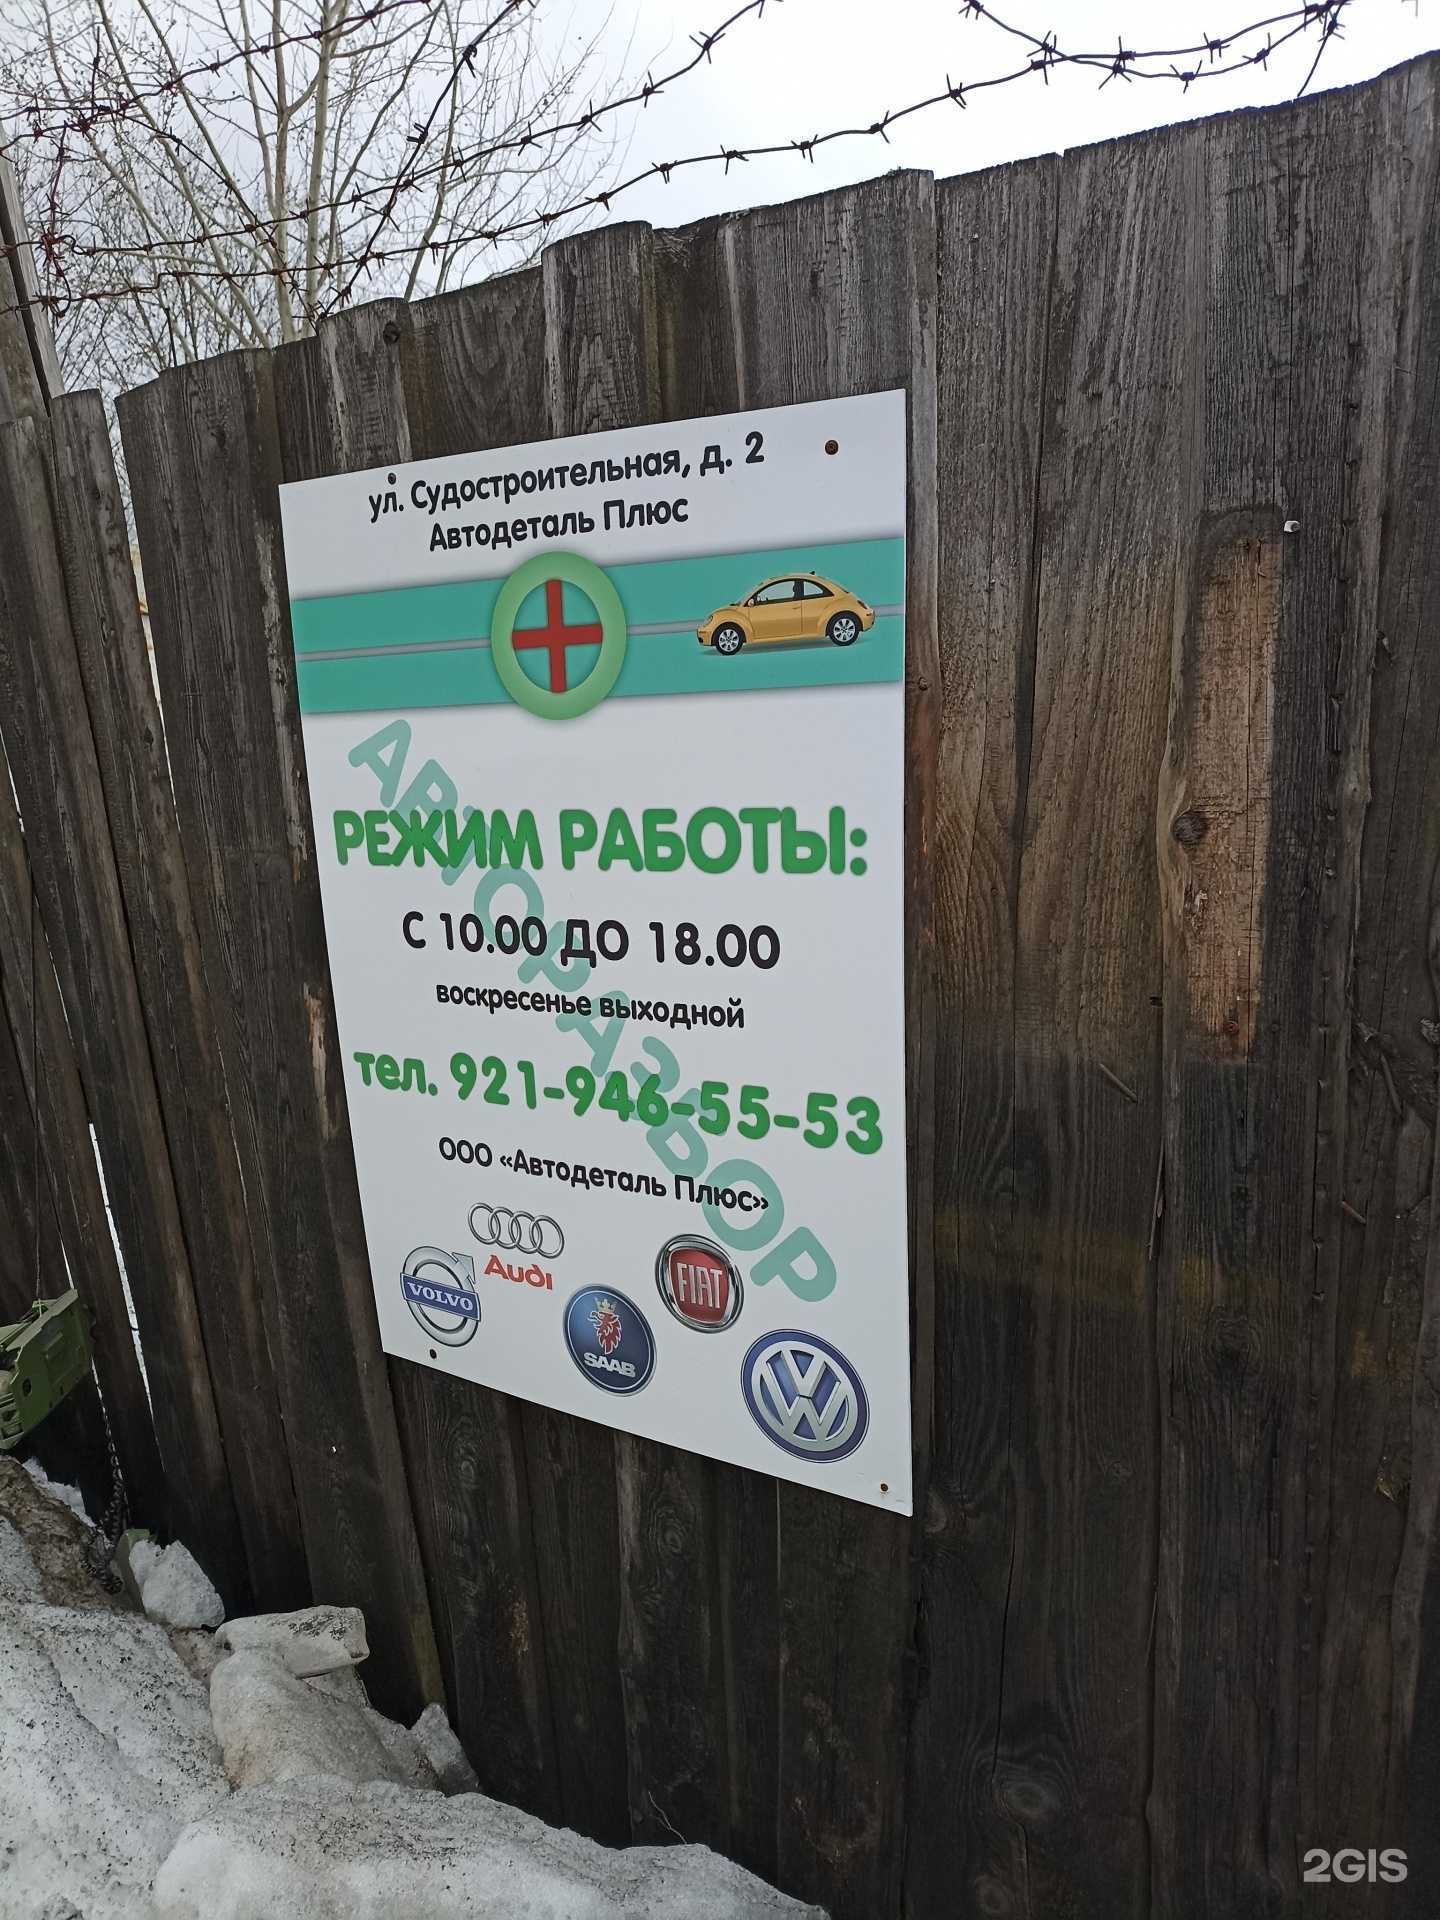 ул. Судостроительная, д. 2
Автодеталь Плюс
АВТОРАЗБОР
РЕЖИМ РАБОТЫ:
С 10.00 ДО 18.00
воскресенье выходной
тел. 921-946-55-53
ООО «Автодеталь Плюс»
Audi
VOLVO
FIAT
SAAB
2GIS